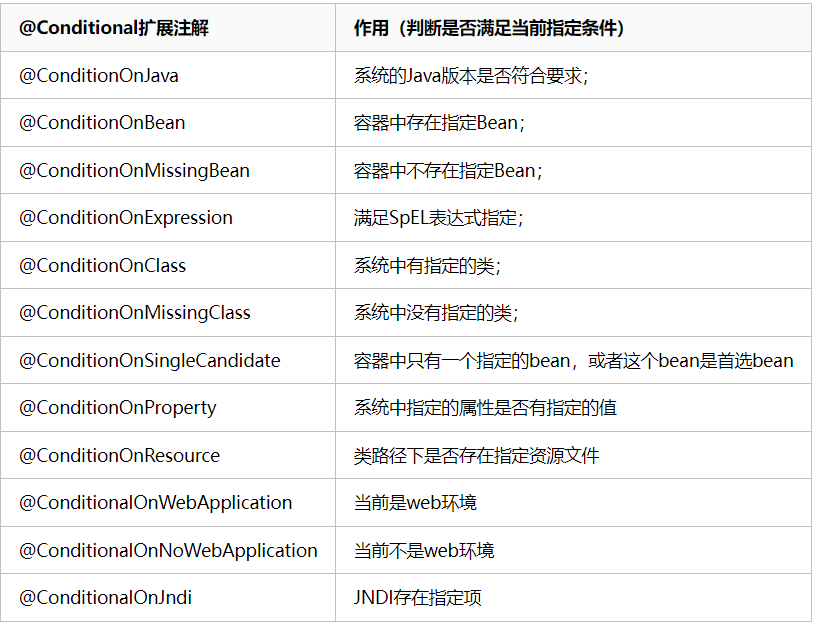 @Conditional扩展注解 作用（判断是否满足当前指定条件）
@ConditionOnJava 系统的Java版本是否符合要求；
@ConditionOnBean 容器中存在指定Bean；
@ConditionOnMissingBean 容器中不存在指定Bean；
@ConditionOnExpression 满足SpEL表达式指定；
@ConditionOnClass 系统中有指定的类；
@ConditionOnMissingClass 系统中没有指定的类；
@ConditionOnSingleCandidate 容器中只有一个指定的bean，或者这个bean是首选bean
@ConditionOnProperty 系统中指定的属性是否有指定的值
@ConditionOnResource 类路径下是否存在指定资源文件
@ConditionalOnWebApplication 当前是web环境
@ConditionalOnNoWebApplication 当前不是web环境
@ConditionalOnJndi JNDI存在指定项